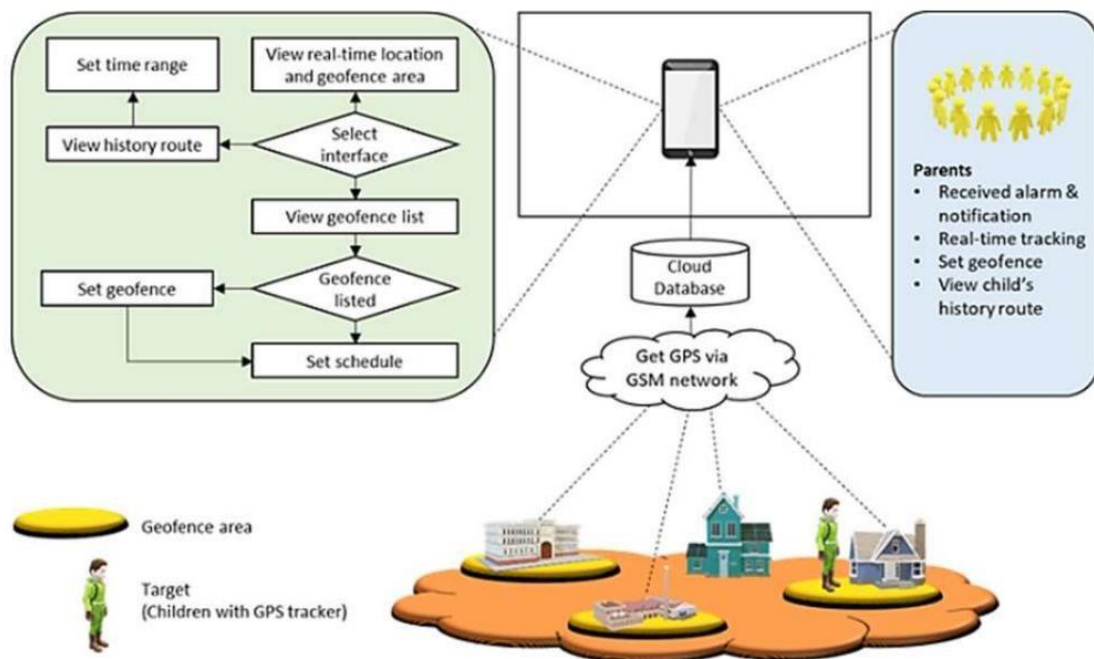 Set time range
View real-time location
and geofence area
View history route
Select
interface
View geofence list
Set geofence
Geofence
listed
Set schedule
Cloud
Database
Get GPS via
GSM network
Parents
• Received alarm &
notification
• Real-time tracking
• Set geofence
• View child's
history route
Geofence area
Target
(Children with GPS tracker)